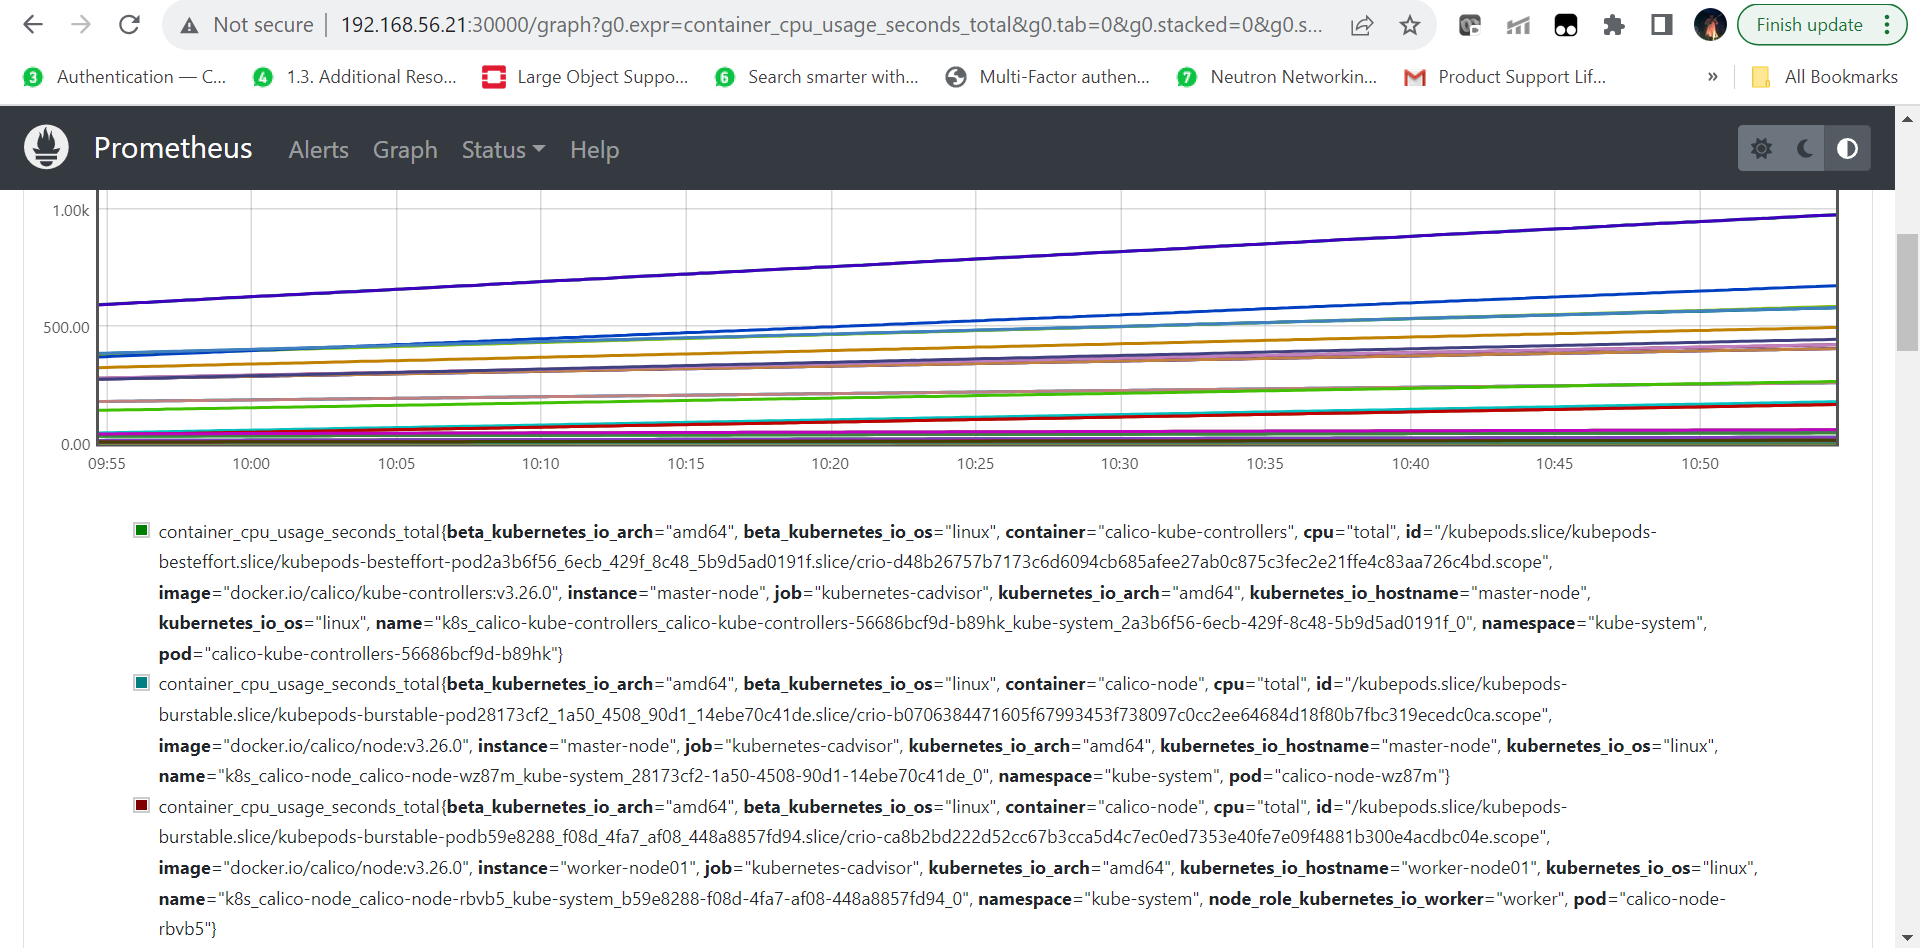 Not secure
192.168.56.21:30000/graph?g0.expr=container_cpu_usage_seconds_total&g0.tab=0&g0.stacked=0&g0.s...
Finish update
3 Authentication — C... 4 1.3. Additional Reso... Large Object Suppo... 6 Search smarter with... Multi-Factor authen... 7 Neutron Networkin... Product Support Lif... » All Bookmarks
Prometheus Alerts Graph Status Help
1.00k
500.00
0.00
09:55 10:00 10:05 10:10 10:15 10:20 10:25 10:30 10:35 10:40 10:45 10:50
container_cpu_usage_seconds_total{beta_kubernetes_io_arch="amd64", beta_kubernetes_io_os="linux", container="calico-kube-controllers", cpu="total", id="/kubepods.slice/kubepods-
besteffort.slice/kubepods-besteffort-pod2a3b6f56_6ecb_429f_8c48_5b9d5ad0191f.slice/crio-d48b26757b7173c6d6094cb685afee27ab0c875c3fec2e21ffe4c83aa726c4bd.scope",
image="docker.io/calico/kube-controllers:v3.26.0", instance="master-node", job="kubernetes-cadvisor", kubernetes_io_arch="amd64", kubernetes_io_hostname="master-node",
kubernetes_io_os="linux", name="k8s_calico-kube-controllers_calico-kube-controllers-56686bcf9d-b89hk_kube-system_2a3b6f56-6ecb-429f-8c48-5b9d5ad0191f_0", namespace="kube-system",
pod="calico-kube-controllers-56686bcf9d-b89hk"}
container_cpu_usage_seconds_total{beta_kubernetes_io_arch="amd64", beta_kubernetes_io_os="linux", container="calico-node", cpu="total", id="/kubepods.slice/kubepods-
burstable.slice/kubepods-burstable-pod28173cf2_1a50_4508_90d1_14ebe70c41de.slice/crio-b0706384471605f67993453f738097c0cc2ee64684d18f80b7fbc319ecedc0ca.scope",
image="docker.io/calico/node:v3.26.0", instance="master-node", job="kubernetes-cadvisor", kubernetes_io_arch="amd64", kubernetes_io_hostname="master-node", kubernetes_io_os="linux",
name="k8s_calico-node_calico-node-wz87m_kube-system_28173cf2-1a50-4508-90d1-14ebe70c41de_0", namespace="kube-system", pod="calico-node-wz87m"}
container_cpu_usage_seconds_total{beta_kubernetes_io_arch="amd64", beta_kubernetes_io_os="linux", container="calico-node", cpu="total", id="/kubepods.slice/kubepods-
burstable.slice/kubepods-burstable-podb59e8288_f08d_4fa7_af08_448a8857fd94.slice/crio-ca8b2bd222d52cc67b3cca5d4c7ec0ed7353e40fe7e09f4881b300e4acdbc04e.scope",
image="docker.io/calico/node:v3.26.0", instance="worker-node01", job="kubernetes-cadvisor", kubernetes_io_arch="amd64", kubernetes_io_hostname="worker-node01", kubernetes_io_os="linux",
name="k8s_calico-node_calico-node-rbvb5_kube-system_b59e8288-f08d-4fa7-af08-448a8857fd94_0", namespace="kube-system", node_role_kubernetes_io_worker="worker", pod="calico-node-
rbvb5"}